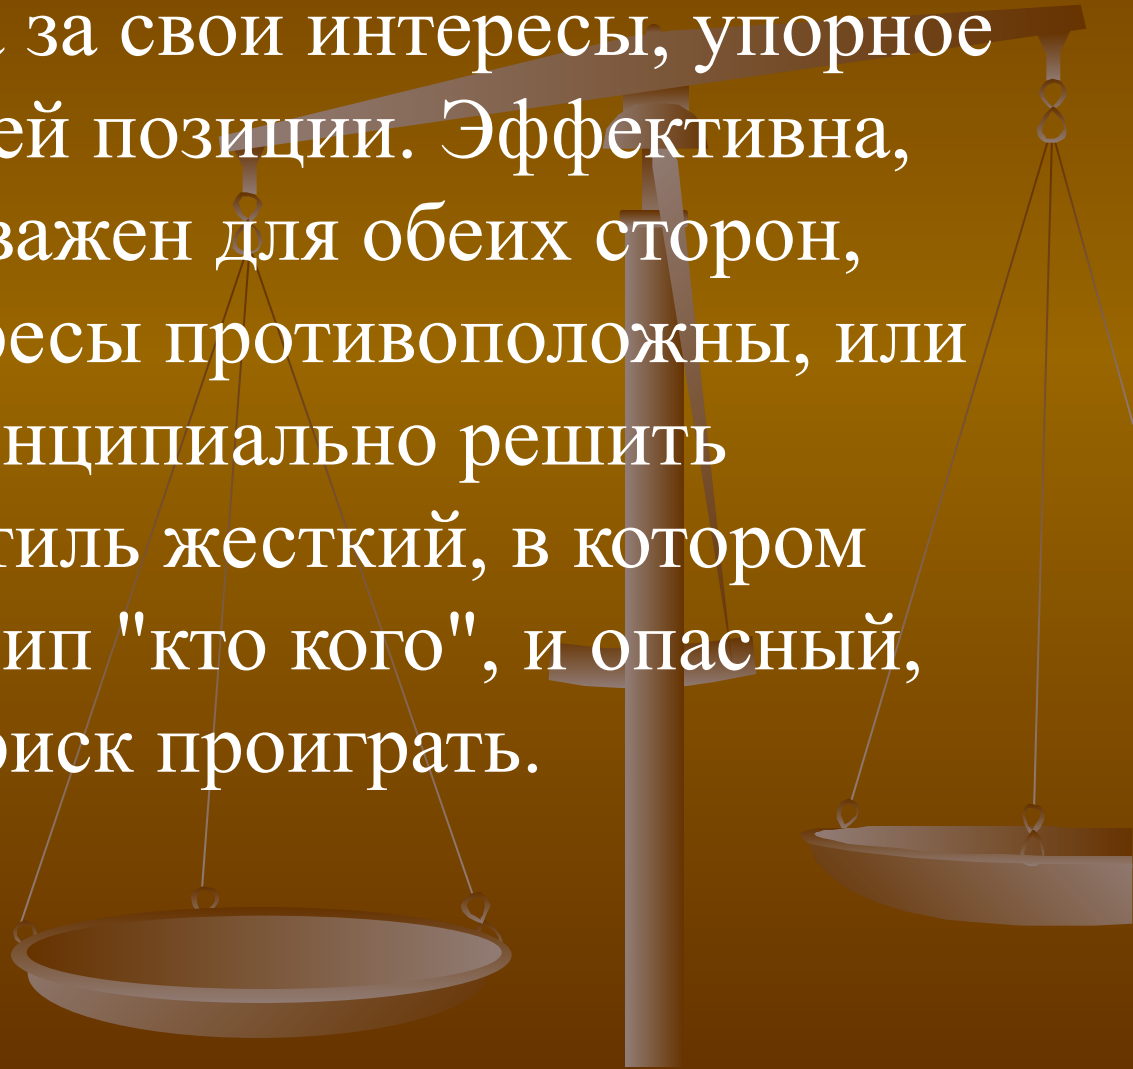 за свои интересы, упорное
ей позиции. Эффективна,
важен для обеих сторон,
ресы противоположны, или
нципиально решить
тиль жесткий, в котором
ип "кто кого", и опасный,
риск проиграть.